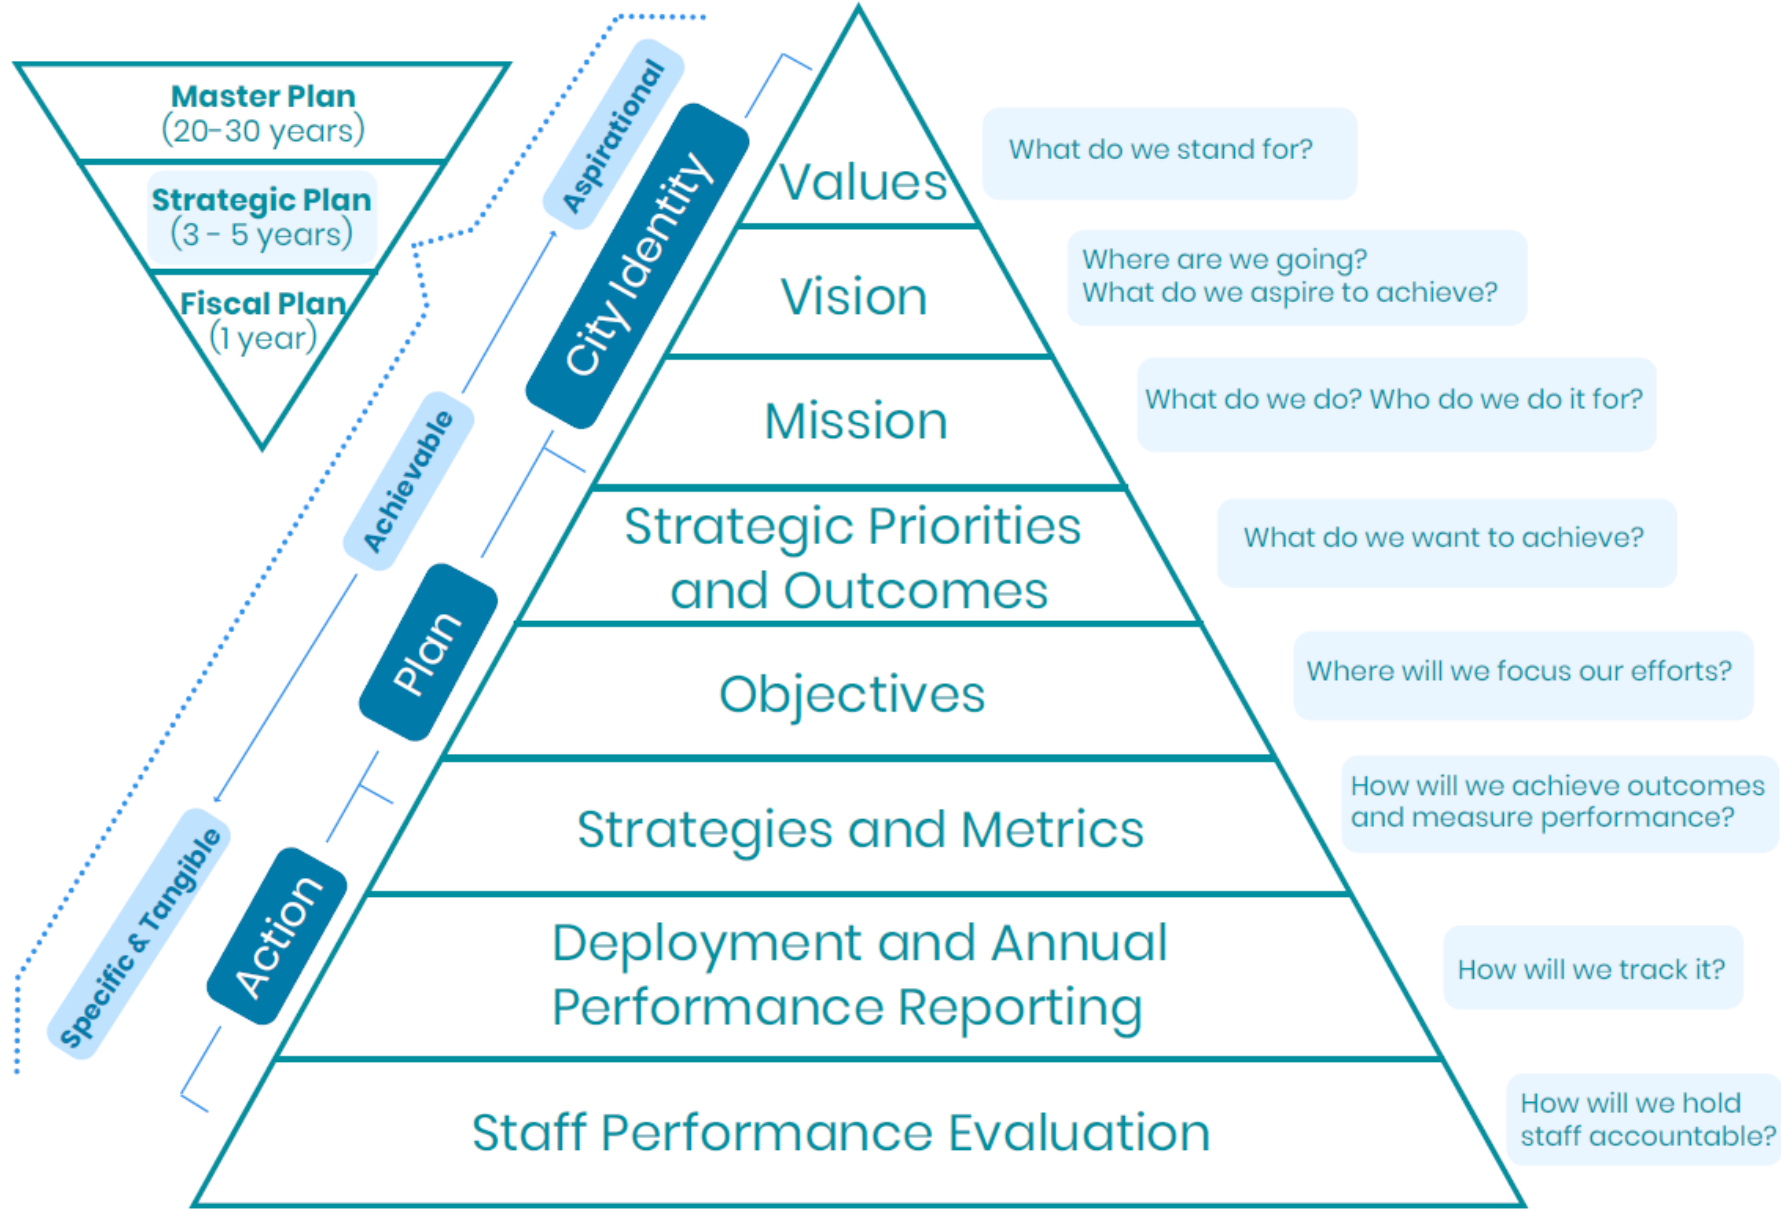 Master Plan
(20-30 years)
Strategic Plan
(3 - 5 years)
Fiscal Plan
(1 year)
Aspirational
Achievable
Specific & Tangible
City Identity
Plan
Action
Values
What do we stand for?
Vision
Where are we going?
What do we aspire to achieve?
Mission
What do we do? Who do we do it for?
Strategic Priorities
and Outcomes
What do we want to achieve?
Objectives
Where will we focus our efforts?
Strategies and Metrics
How will we achieve outcomes
and measure performance?
Deployment and Annual
Performance Reporting
How will we track it?
Staff Performance Evaluation
How will we hold
staff accountable?